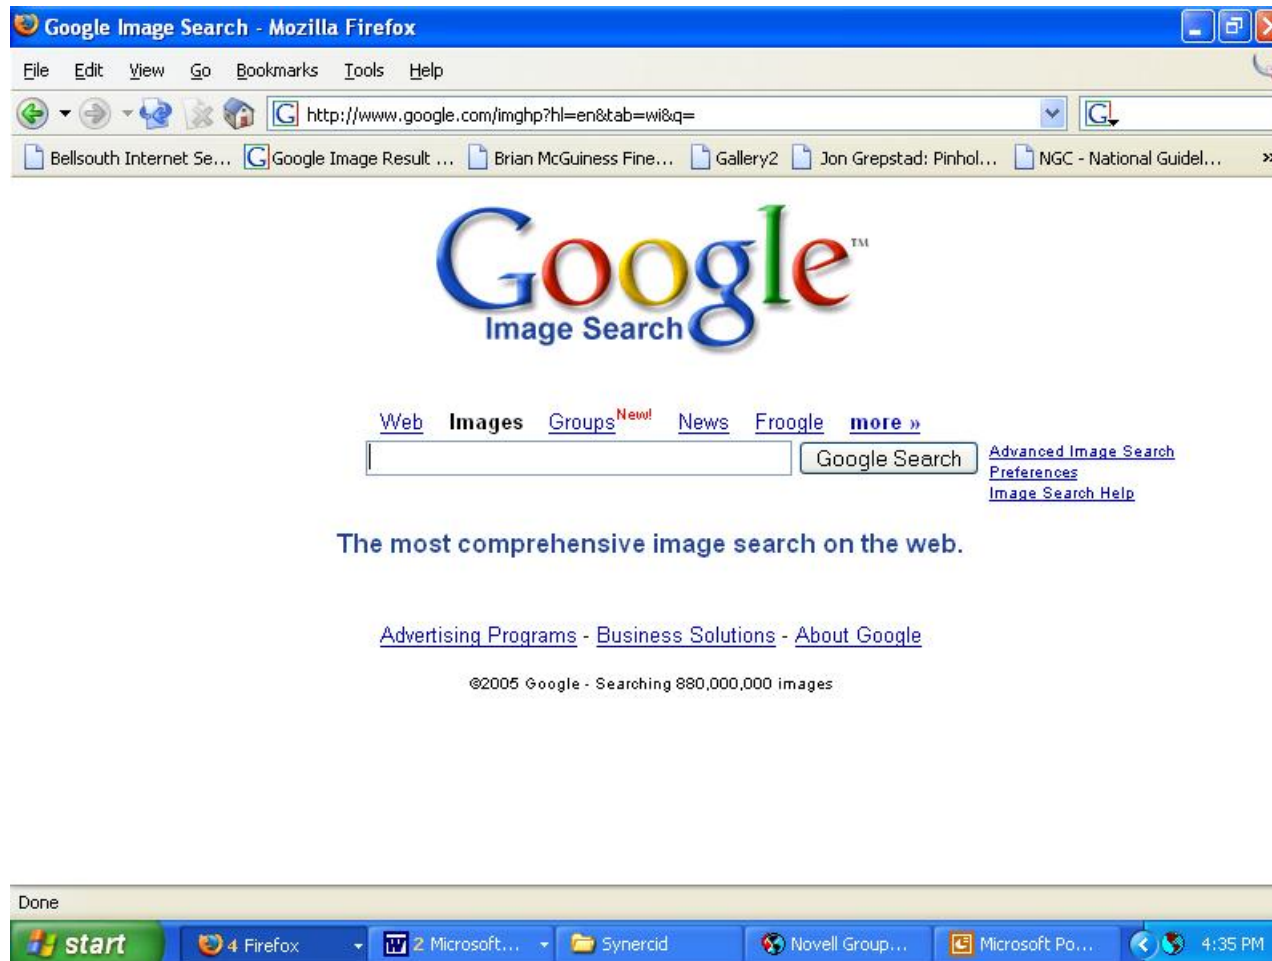 Google Image Search - Mozilla Firefox
File Edit View Go Bookmarks Tools Help
http://www.google.com/imghp?hl=en&tab=wi&q=
Bellsouth Internet Se... Google Image Result ... Brian McGuiness Fine... Gallery2 Jon Grepstad: Pinhol... NGC - National Guidel... »
Google™
Image Search
Web Images Groups New! News Froogle more »
Google Search
Advanced Image Search
Preferences
Image Search Help
The most comprehensive image search on the web.
Advertising Programs - Business Solutions - About Google
©2005 Google - Searching 880,000,000 images
Done
start 4 Firefox 2 Microsoft... Synercid Novell Group... Microsoft Po... 4:35 PM